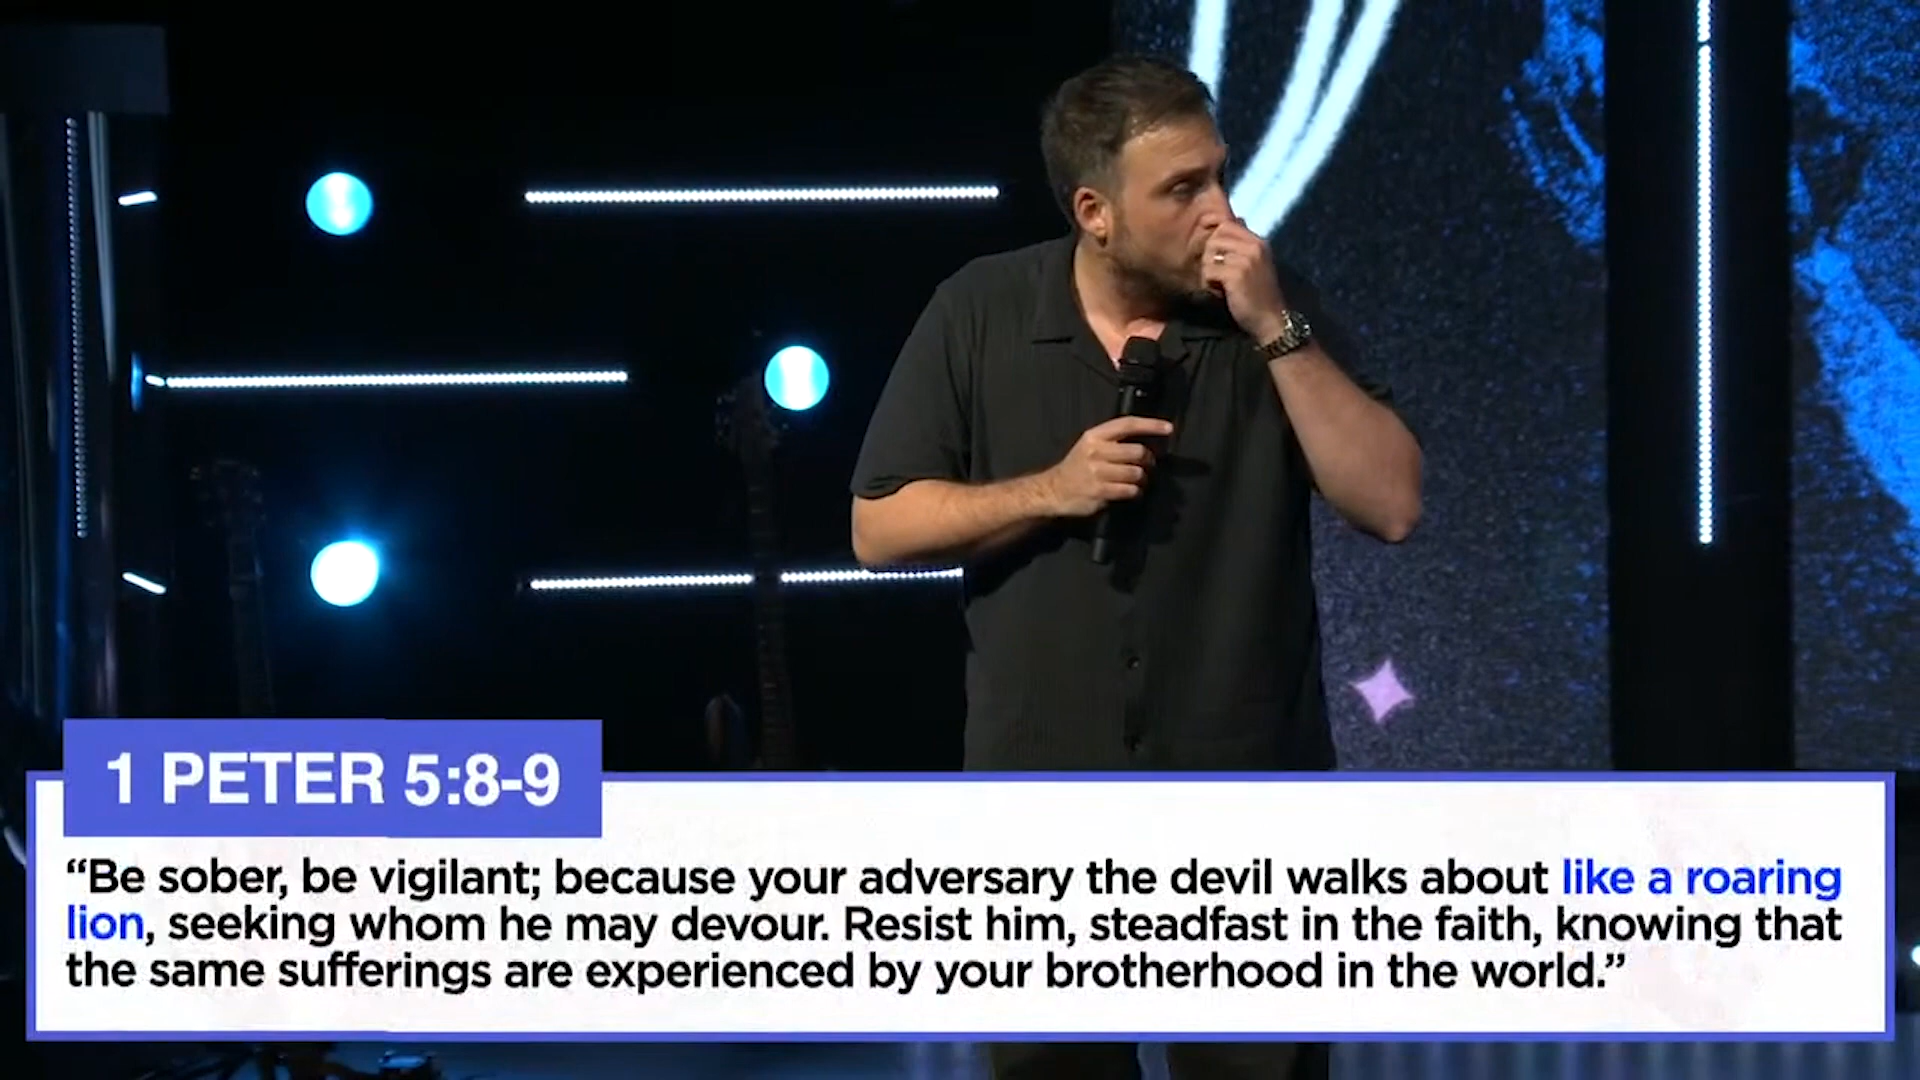 1 PETER 5:8-9
“Be sober, be vigilant; because your adversary the devil walks about like a roaring
lion, seeking whom he may devour. Resist him, steadfast in the faith, knowing that
the same sufferings are experienced by your brotherhood in the world.”